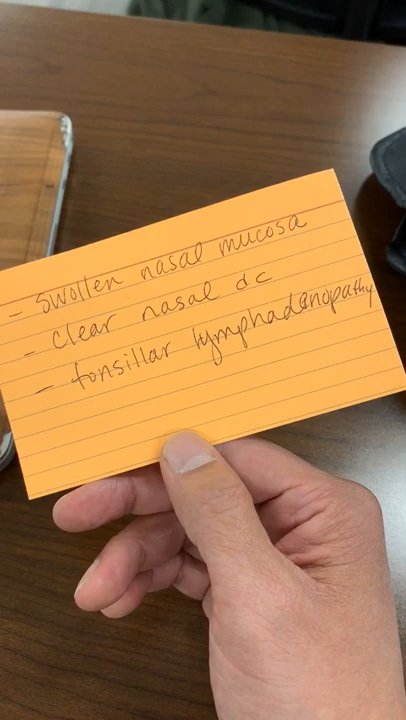 - swollen nasal mucosa
- clear nasal dc
- tonsillar lymphadenopathy